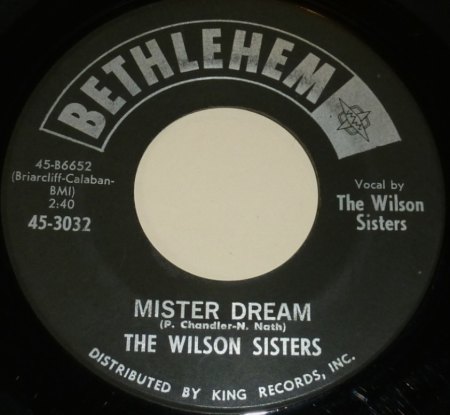 BETHLEHEM
45-B6652
(Briarcliff-Calaban-
BMI)
2:40
45-3032
Vocal by
The Wilson
Sisters
MISTER DREAM
(P. Chandler-N. Nath)
THE WILSON SISTERS
DISTRIBUTED BY KING RECORDS, INC.